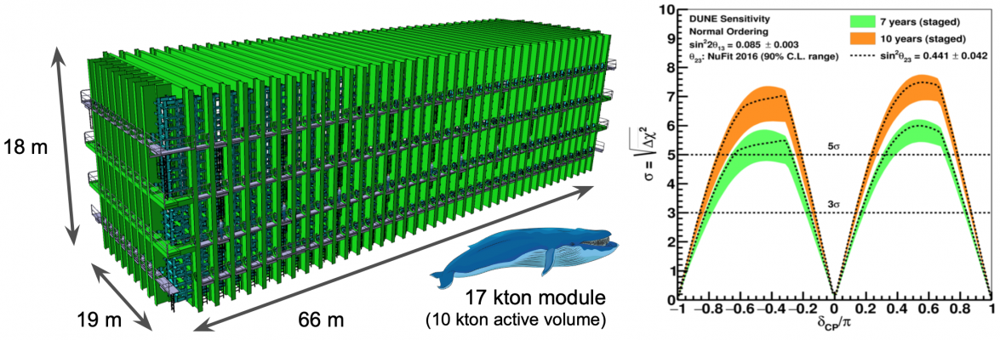 18 m
19 m
66 m
17 kton module
(10 kton active volume)
DUNE Sensitivity
Normal Ordering
sin²2θ₁₃ = 0.085 ± 0.003
θ₂₃: NuFit 2016 (90% C.L. range)
7 years (staged)
10 years (staged)
sin²θ₂₃ = 0.441 ± 0.042
σ = √Δχ²
10
9
8
7
6
5
4
3
2
1
0
5σ
3σ
−1 −0.8 −0.6 −0.4 −0.2 0 0.2 0.4 0.6 0.8 1
δCP/π